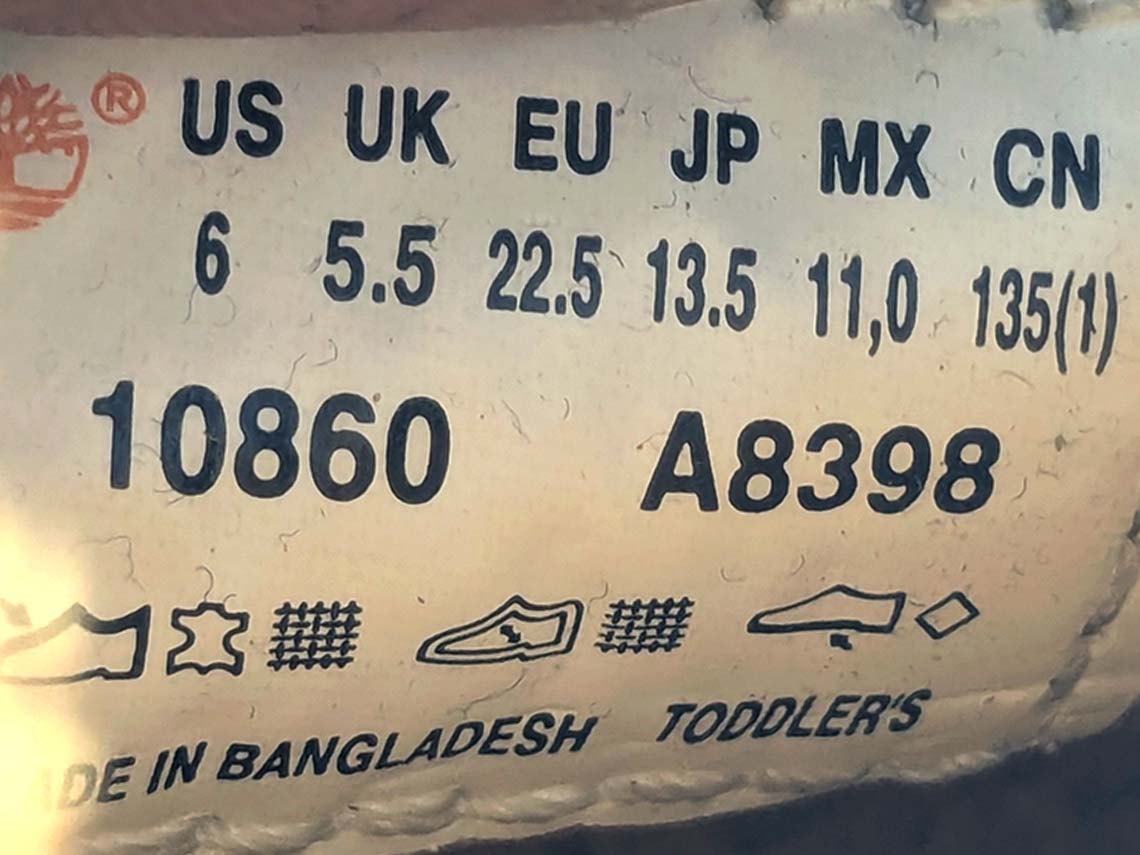 ® US UK EU JP MX CN
6 5.5 22.5 13.5 11,0 135(1)
10860 A8398
ADE IN BANGLADESH TODDLER'S